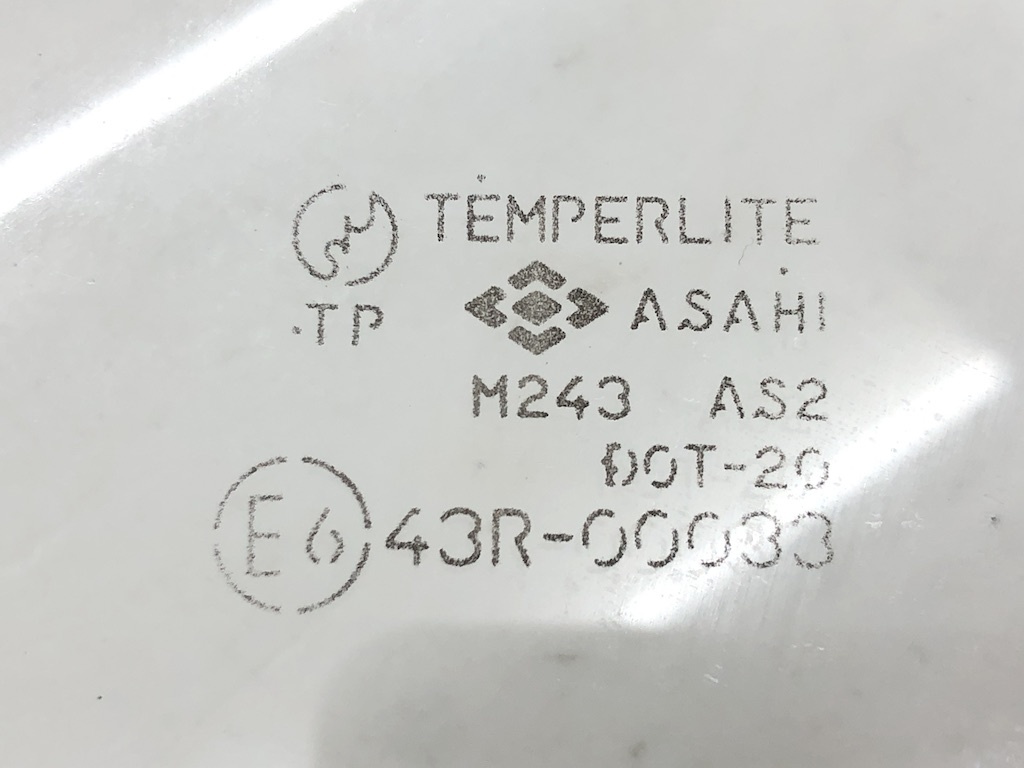 TEMPERLITE
TP ASAHI
M243 AS2
DOT-20
E6 43R-00033